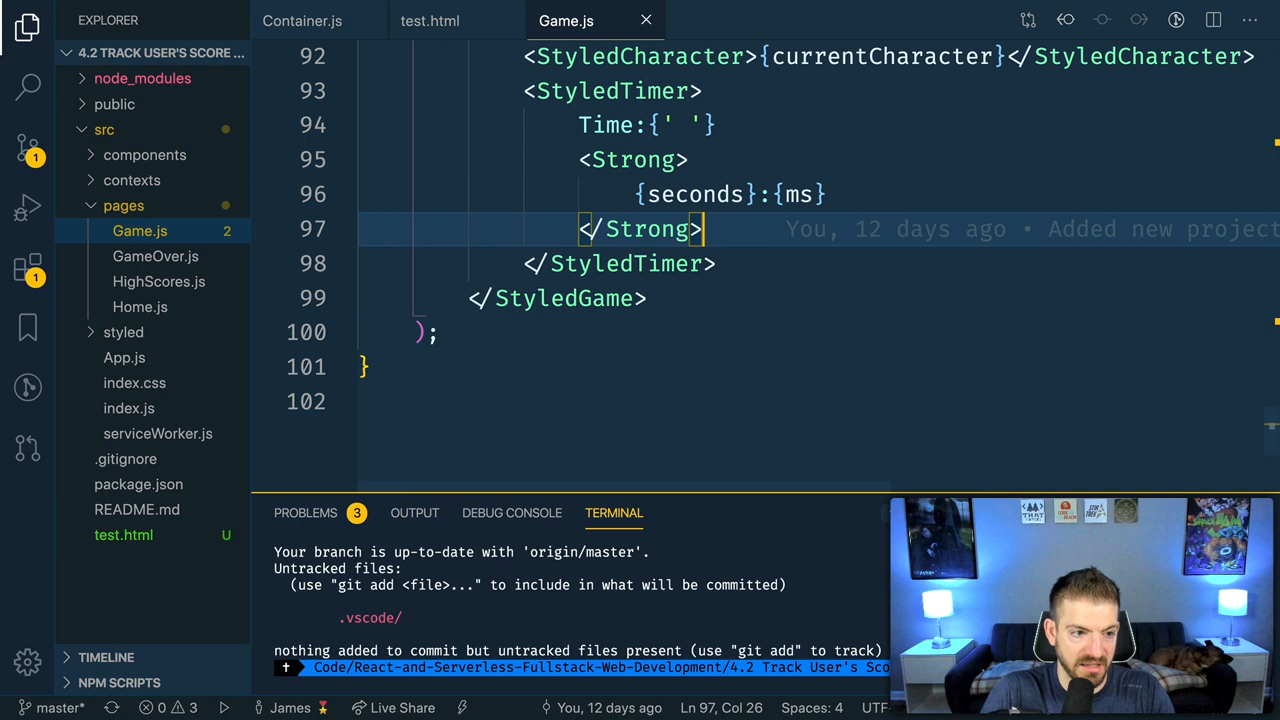 EXPLORER
Container.js
test.html
Game.js
4.2 TRACK USER'S SCORE ...
node_modules
public
src
components
contexts
pages
Game.js 2
GameOver.js
HighScores.js
Home.js
styled
App.js
index.css
index.js
serviceWorker.js
.gitignore
package.json
README.md
test.html U
TIMELINE
NPM SCRIPTS
1
1
92 <StyledCharacter>{currentCharacter}</StyledCharacter>
93 <StyledTimer>
94 Time:{' '}
95 <Strong>
96 {seconds}:{ms}
97 </Strong> You, 12 days ago • Added new project
98 </StyledTimer>
99 </StyledGame>
100 );
101 }
102
PROBLEMS 3 OUTPUT DEBUG CONSOLE TERMINAL
Your branch is up-to-date with 'origin/master'.
Untracked files:
(use "git add <file>..." to include in what will be committed)
.vscode/
nothing added to commit but untracked files present (use "git add" to track)
Code/React-and-Serverless-Fullstack-Web-Development/4.2 Track User's Sco
master* 0 3 James Live Share You, 12 days ago Ln 97, Col 26 Spaces: 4 UTF-